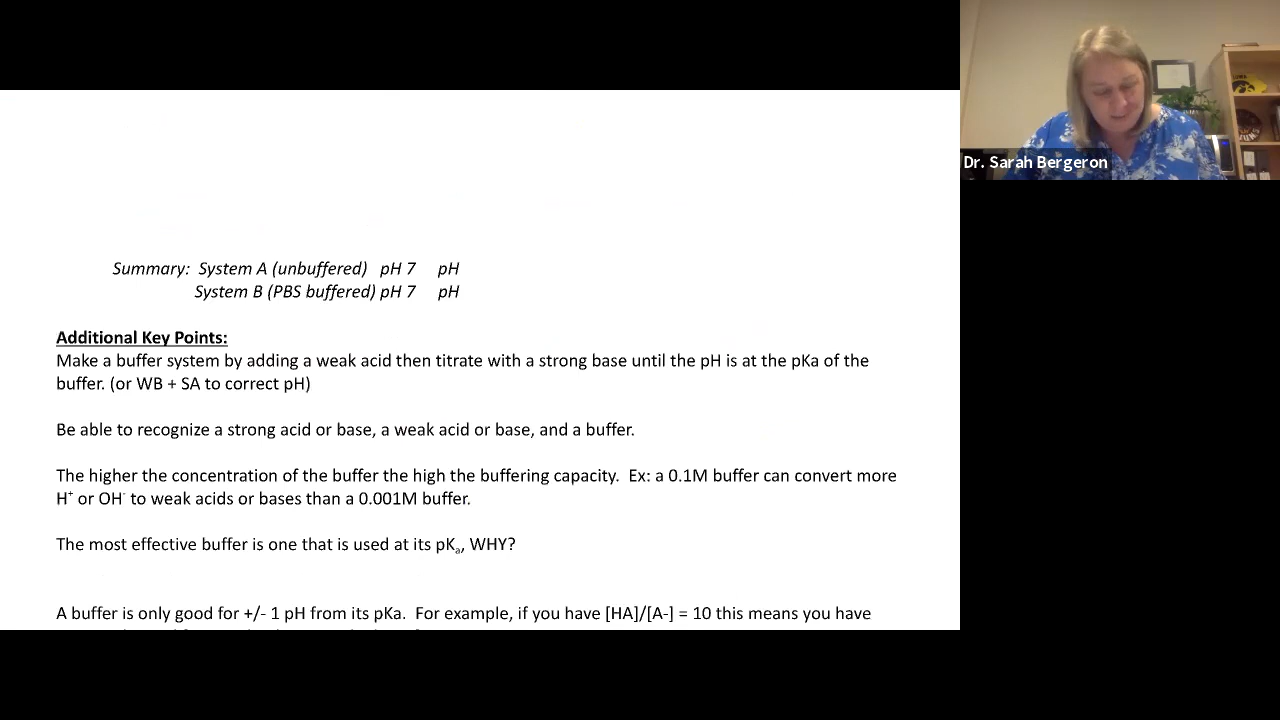 IOWA
Dr. Sarah Bergeron
Summary: System A (unbuffered) pH 7 pH
System B (PBS buffered) pH 7 pH
Additional Key Points:
Make a buffer system by adding a weak acid then titrate with a strong base until the pH is at the pKa of the
buffer. (or WB + SA to correct pH)
Be able to recognize a strong acid or base, a weak acid or base, and a buffer.
The higher the concentration of the buffer the high the buffering capacity. Ex: a 0.1M buffer can convert more
H⁺ or OH⁻ to weak acids or bases than a 0.001M buffer.
The most effective buffer is one that is used at its pKₐ, WHY?
A buffer is only good for +/- 1 pH from its pKa. For example, if you have [HA]/[A-] = 10 this means you have